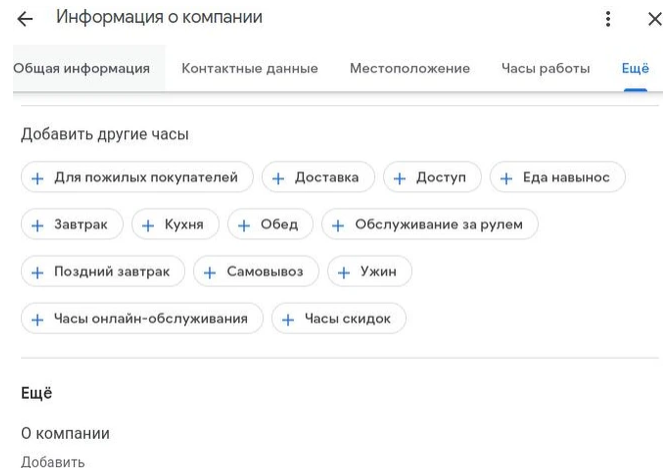 Информация о компании
Общая информация Контактные данные Местоположение Часы работы Ещё
Добавить другие часы
+ Для пожилых покупателей + Доставка + Доступ + Еда навынос
+ Завтрак + Кухня + Обед + Обслуживание за рулем
+ Поздний завтрак + Самовывоз + Ужин
+ Часы онлайн-обслуживания + Часы скидок
Ещё
О компании
Добавить